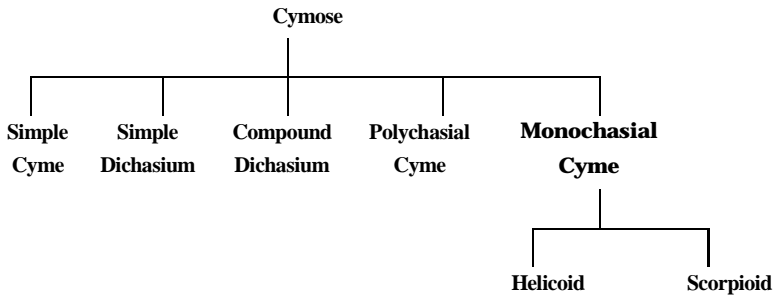 Cymose
Simple Simple Compound Polychasial Monochasial
Cyme Dichasium Dichasium Cyme Cyme
Helicoid Scorpioid